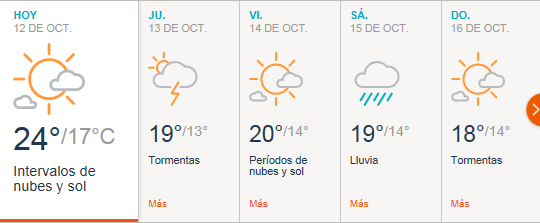 HOY
12 DE OCT.
24°/17°C
Intervalos de
nubes y sol
JU.
13 DE OCT.
19°/13°
Tormentas
Más
VI.
14 DE OCT.
20°/14°
Períodos de
nubes y sol
Más
SÁ.
15 DE OCT.
19°/14°
Lluvia
Más
DO.
16 DE OCT.
18°/14°
Tormentas
Más